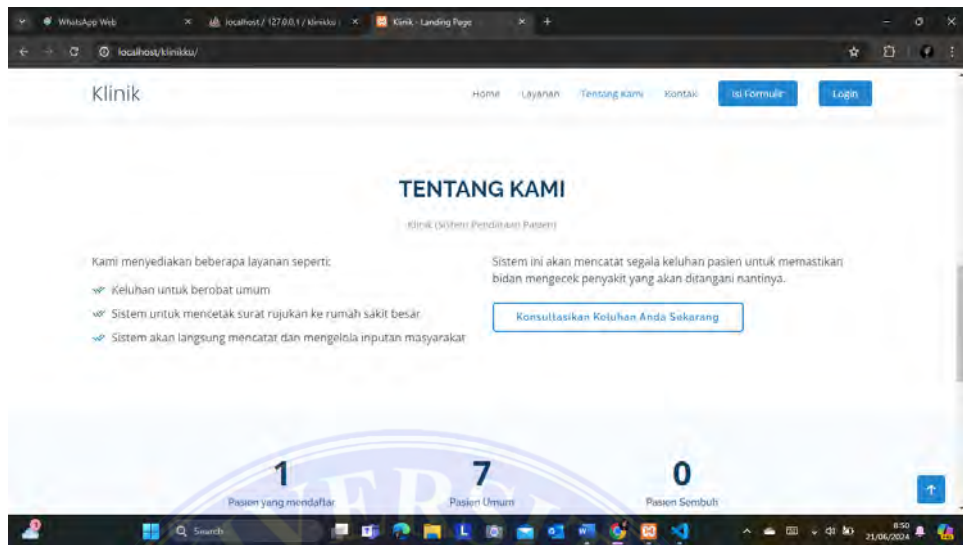 WhatsApp Web
localhost / 127.0.0.1 / klinikku
Klinik - Landing Page
localhost/klinikku/
Klinik
Home Layanan Tentang Kami Kontak Isi Formulir Login
TENTANG KAMI
Klinik (Sistem Pendataan Pasien)
Kami menyediakan beberapa layanan seperti:
Keluhan untuk berobat umum
Sistem untuk mencetak surat rujukan ke rumah sakit besar
Sistem akan langsung mencatat dan mengelola inputan masyarakat
Sistem ini akan mencatat segala keluhan pasien untuk memastikan
bidan mengecek penyakit yang akan ditangani nantinya.
Konsultasikan Keluhan Anda Sekarang
1 7 0
Pasien yang mendaftar Pasien Umum Pasien Sembuh
Search
8:50
21/06/2024